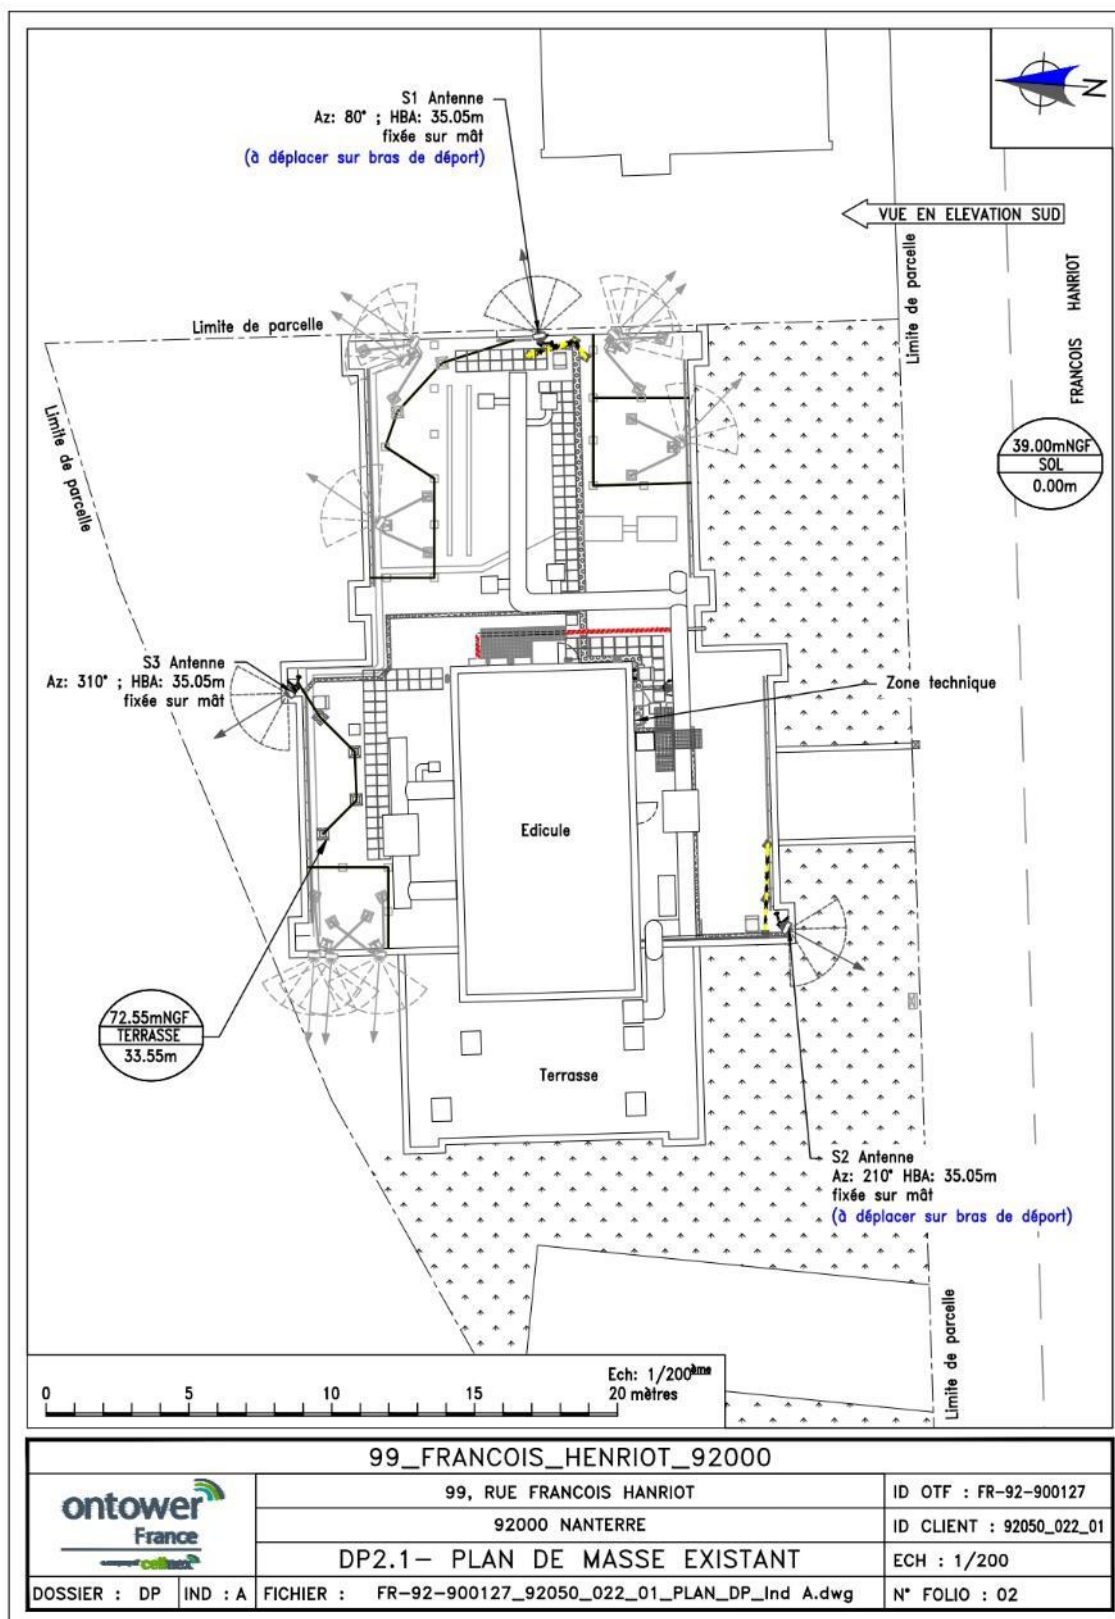 S1 Antenne
Az: 80° ; HBA: 35.05m
fixée sur mât
(à déplacer sur bras de déport)
N
VUE EN ELEVATION SUD
Limite de parcelle
FRANCOIS HANRIOT
Limite de parcelle
Limite de parcelle
39.00mNGF
SOL
0.00m
S3 Antenne
Az: 310° ; HBA: 35.05m
fixée sur mât
Zone technique
Edicule
72.55mNGF
TERRASSE
33.55m
Terrasse
S2 Antenne
Az: 210° HBA: 35.05m
fixée sur mât
(à déplacer sur bras de déport)
Limite de parcelle
Ech: 1/200ème
0 5 10 15 20 mètres
99_FRANCOIS_HENRIOT_92000
ontower
France
cellnex
99, RUE FRANCOIS HANRIOT
ID OTF : FR-92-900127
92000 NANTERRE
ID CLIENT : 92050_022_01
DP2.1- PLAN DE MASSE EXISTANT
ECH : 1/200
DOSSIER : DP
IND : A
FICHIER : FR-92-900127_92050_022_01_PLAN_DP_Ind A.dwg
N° FOLIO : 02